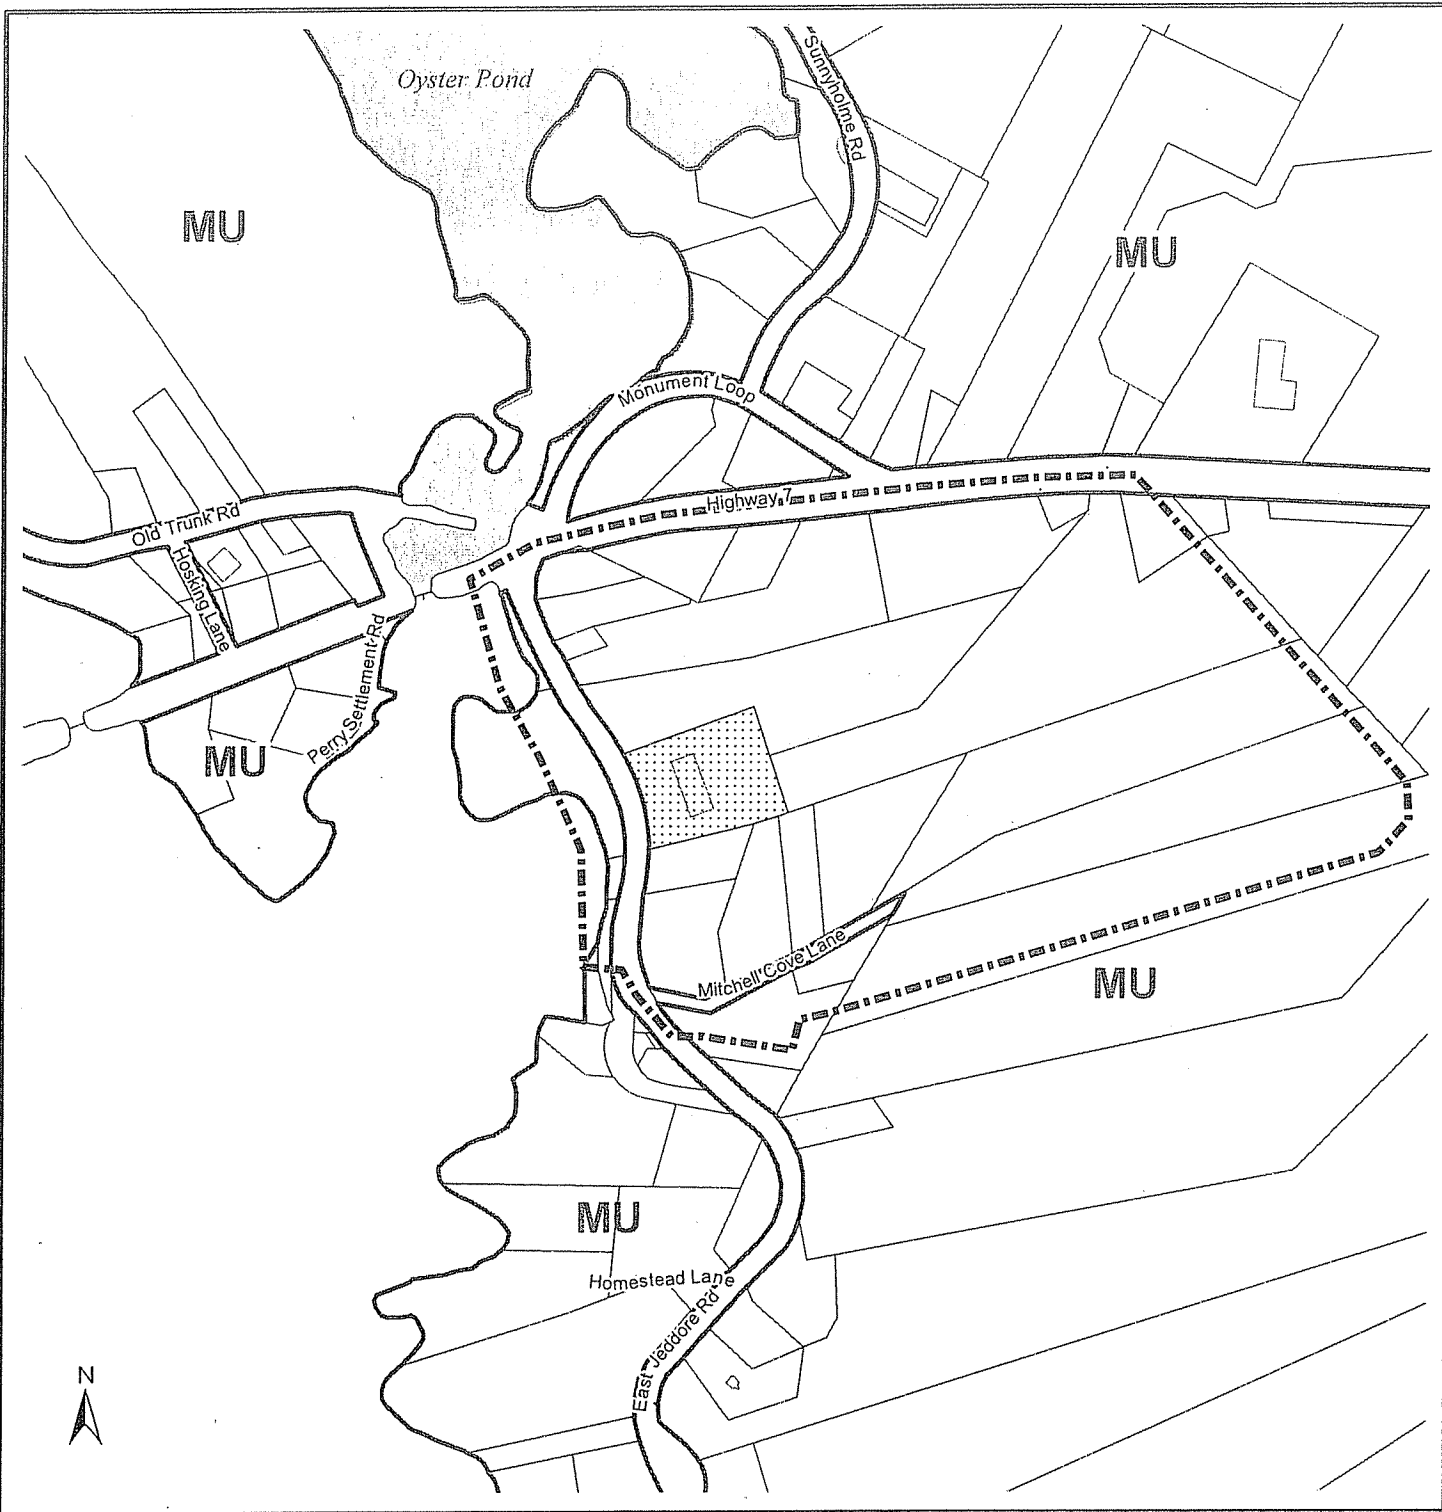 Oyster Pond
Sunnyholme Rd
MU
MU
Monument Loop
Highway 7
Old Trunk Rd
Hosking Lane
Perry Settlement Rd
MU
Mitchell Cove Lane
MU
MU
Homestead Lane
East Jeddore Rd
N